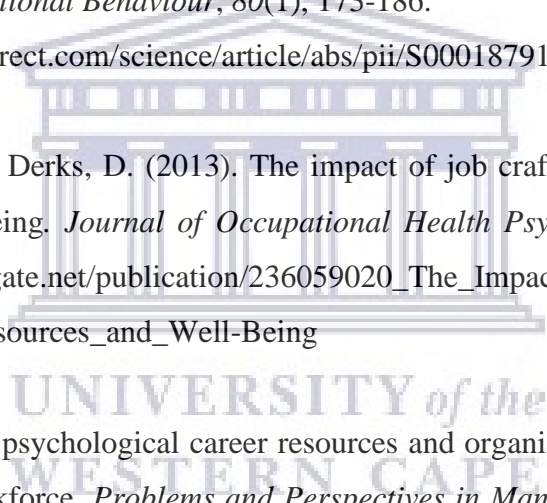 tional Behaviour, 80(1), 173-186.
rect.com/science/article/abs/pii/S00018791
Derks, D. (2013). The impact of job craf
eing. Journal of Occupational Health Psy
gate.net/publication/236059020_The_Impac
sources_and_Well-Being
UNIVERSITY of the
psychological career resources and organi
WESTERN CAPE
kforce. Problems and Perspectives in Man